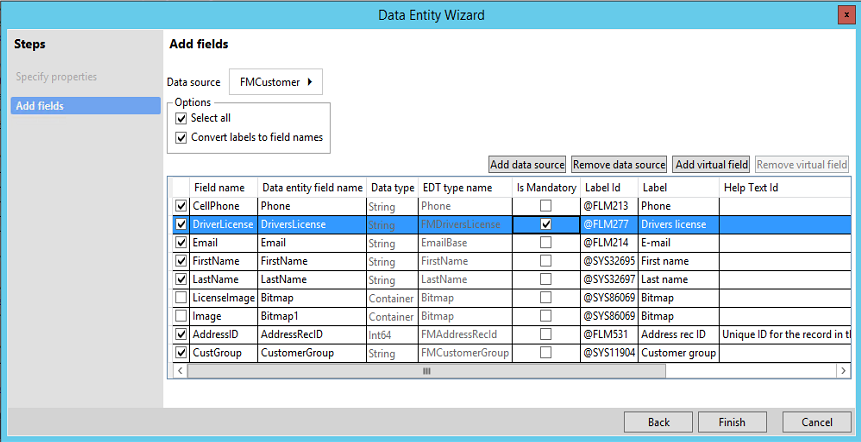 Data Entity Wizard
x
Steps
Specify properties
Add fields
Add fields
Data source FMCustomer
Options
Select all
Convert labels to field names
Add data source Remove data source Add virtual field Remove virtual field
Field name Data entity field name Data type EDT type name Is Mandatory Label Id Label Help Text Id
CellPhone Phone String Phone @FLM213 Phone
DriverLicense DriversLicense String FMDriversLicense @FLM277 Drivers license
Email Email String EmailBase @FLM214 E-mail
FirstName FirstName String FirstName @SYS32695 First name
LastName LastName String LastName @SYS32697 Last name
LicenseImage Bitmap Container Bitmap @SYS86069 Bitmap
Image Bitmap1 Container Bitmap @SYS86069 Bitmap
AddressID AddressRecID Int64 FMAddressRecId @FLM531 Address rec ID Unique ID for the record in th
CustGroup CustomerGroup String FMCustomerGroup @SYS11904 Customer group
Back Finish Cancel